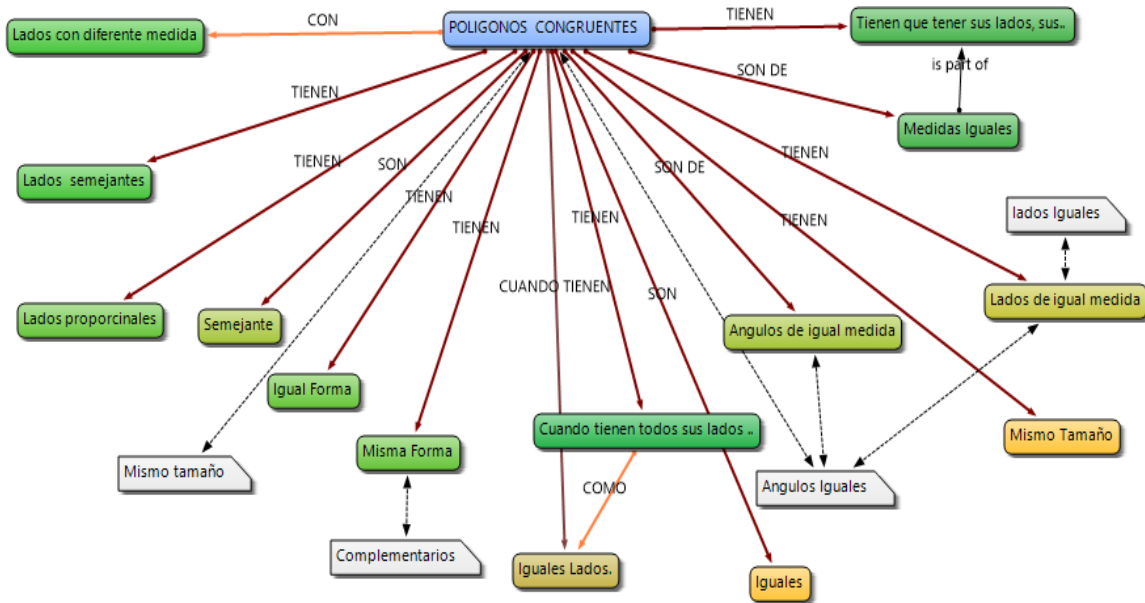 CON
POLIGONOS  CONGRUENTES
TIENEN
Tienen que tener sus lados, sus..
Lados con diferente medida
is part of
SON DE
TIENEN
Medidas Iguales
TIENEN
TIENEN
SON
SON DE
Lados  semejantes
TIENEN
lados Iguales
TIENEN
TIENEN
TIENEN
CUANDO TIENEN
SON
Lados de igual medida
Lados proporcinales
Semejante
Angulos de igual medida
Igual Forma
Cuando tienen todos sus lados ..
Mismo Tamaño
Misma Forma
Mismo tamaño
Angulos Iguales
COMO
Complementarios
Iguales Lados.
Iguales